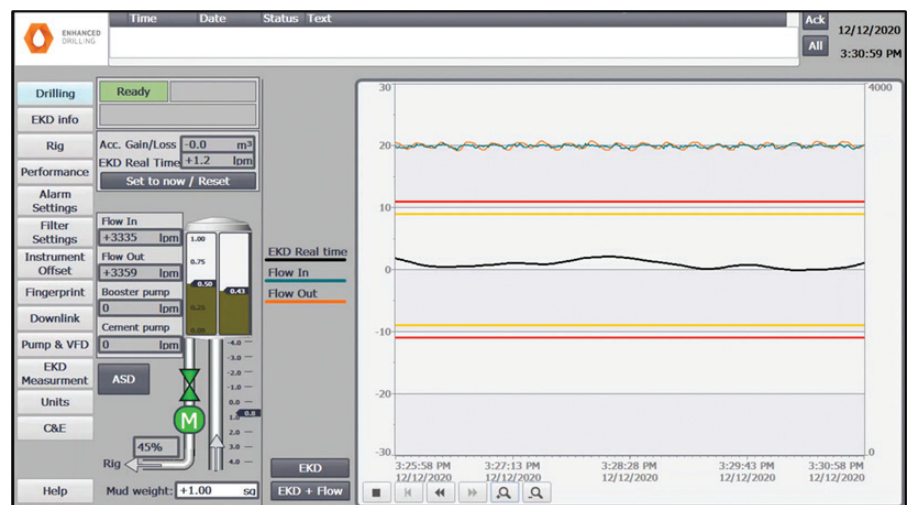 ENHANCED
DRILLING
Time Date Status Text
Ack
All
12/12/2020
3:30:59 PM
Drilling
EKD info
Rig
Performance
Alarm
Settings
Filter
Settings
Instrument
Offset
Fingerprint
Downlink
Pump & VFD
EKD
Measurment
Units
C&E
Help
Ready
Acc. Gain/Loss -0.0 m³
EKD Real Time +1.2 lpm
Set to now / Reset
Flow In
+3335 lpm
Flow Out
+3359 lpm
Booster pump
0 lpm
Cement pump
0 lpm
1.00
0.75
0.50
0.43
0.25
0.00
-4.0
-3.0
-2.0
-1.0
0.0
0.8
1.0
2.0
3.0
4.0
ASD
M
45%
Rig
Mud weight: +1.00 sg
EKD Real time
Flow In
Flow Out
EKD
EKD + Flow
30
20
10
0
-10
-20
-30
4000
0
3:25:58 PM 3:27:13 PM 3:28:28 PM 3:29:43 PM 3:30:58 PM
12/12/2020 12/12/2020 12/12/2020 12/12/2020 12/12/2020